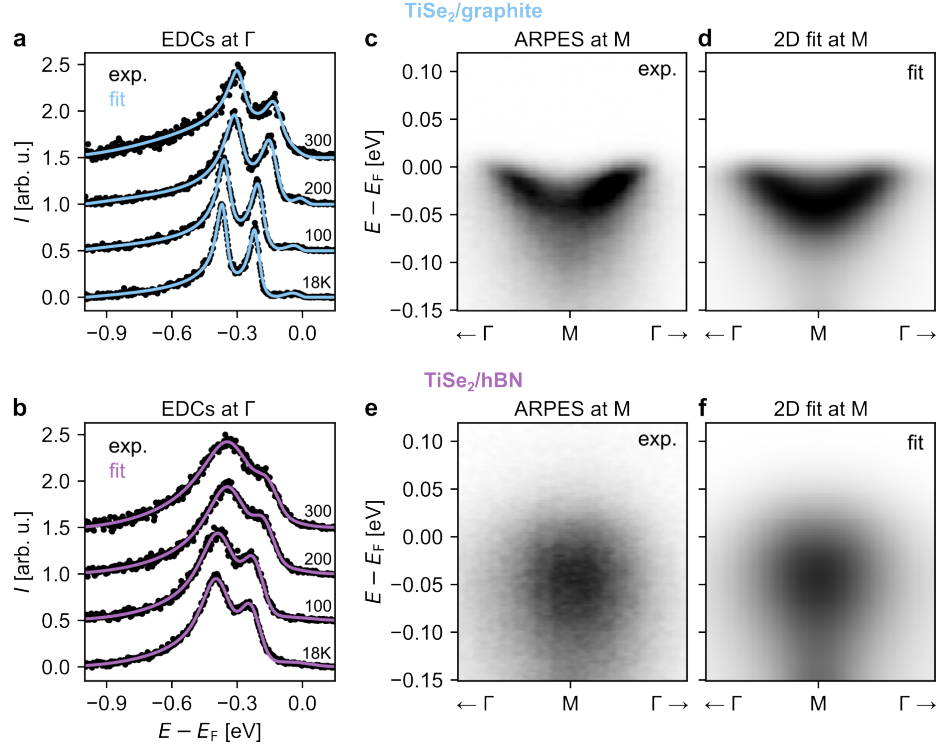 TiSe₂/graphite
a
EDCs at Γ
exp.
fit
300
200
100
18K
2.5
2.0
1.5
1.0
0.5
0.0
I [arb. u.]
−0.9 −0.6 −0.3 0.0
c
ARPES at M
exp.
0.10
0.05
0.00
−0.05
−0.10
−0.15
E − E_F [eV]
← Γ M Γ →
d
2D fit at M
fit
← Γ M Γ →
TiSe₂/hBN
b
EDCs at Γ
exp.
fit
300
200
100
18K
2.5
2.0
1.5
1.0
0.5
0.0
I [arb. u.]
−0.9 −0.6 −0.3 0.0
E − E_F [eV]
e
ARPES at M
exp.
0.10
0.05
0.00
−0.05
−0.10
−0.15
E − E_F [eV]
← Γ M Γ →
f
2D fit at M
fit
← Γ M Γ →